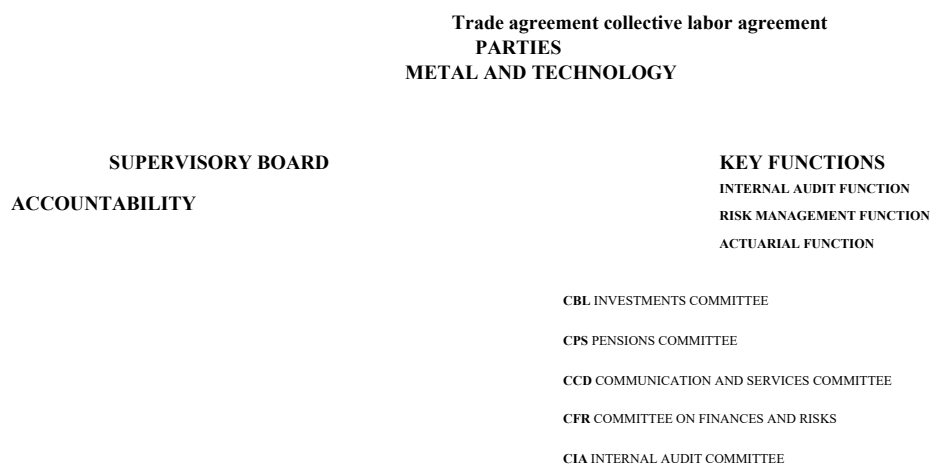 Trade agreement collective labor agreement
PARTIES
METAL AND TECHNOLOGY
SUPERVISORY BOARD
ACCOUNTABILITY
KEY FUNCTIONS
INTERNAL AUDIT FUNCTION
RISK MANAGEMENT FUNCTION
ACTUARIAL FUNCTION
CBL INVESTMENTS COMMITTEE
CPS PENSIONS COMMITTEE
CCD COMMUNICATION AND SERVICES COMMITTEE
CFR COMMITTEE ON FINANCES AND RISKS
CIA INTERNAL AUDIT COMMITTEE